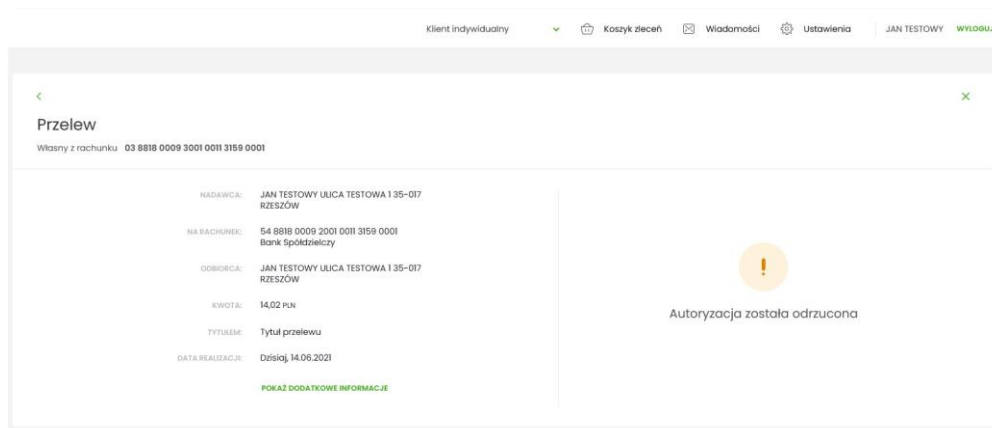 Klient indywidualny Koszyk zleceń Wiadomości Ustawienia JAN TESTOWY WYLOGUJ
Przelew
Własny z rachunku 03 8818 0009 3001 0011 3159 0001
NADAWCA: JAN TESTOWY ULICA TESTOWA 1 35-017
RZESZÓW
NA RACHUNEK: 54 8818 0009 2001 0011 3159 0001
Bank Spółdzielczy
ODBIORCA: JAN TESTOWY ULICA TESTOWA 1 35-017
RZESZÓW
KWOTA: 14,02 PLN
TYTUŁEM: Tytuł przelewu
DATA REALIZACJI: Dzisiaj, 14.06.2021
POKAŻ DODATKOWE INFORMACJE
!
Autoryzacja została odrzucona